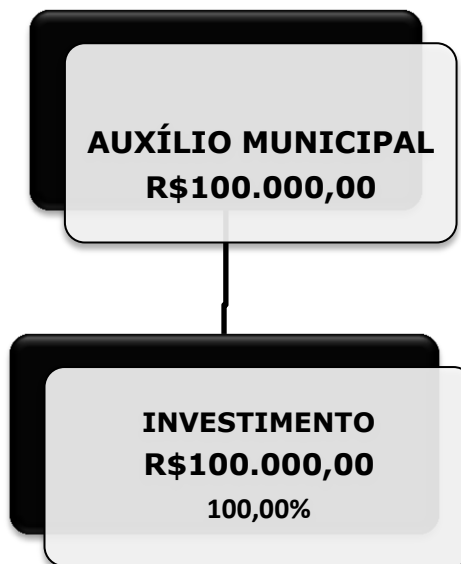 AUXÍLIO MUNICIPAL
R$100.000,00
INVESTIMENTO
R$100.000,00
100,00%